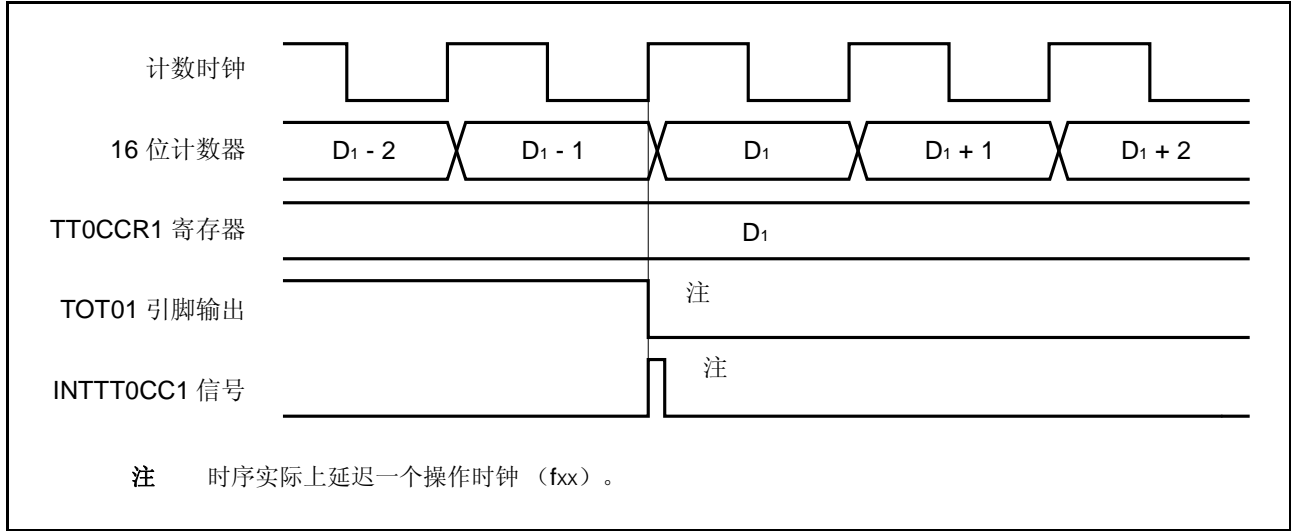 计数时钟
16 位计数器 D1 - 2 D1 - 1 D1 D1 + 1 D1 + 2
TT0CCR1 寄存器 D1
TOT01 引脚输出 注
INTTT0CC1 信号 注
注 时序实际上延迟一个操作时钟 （fxx）。